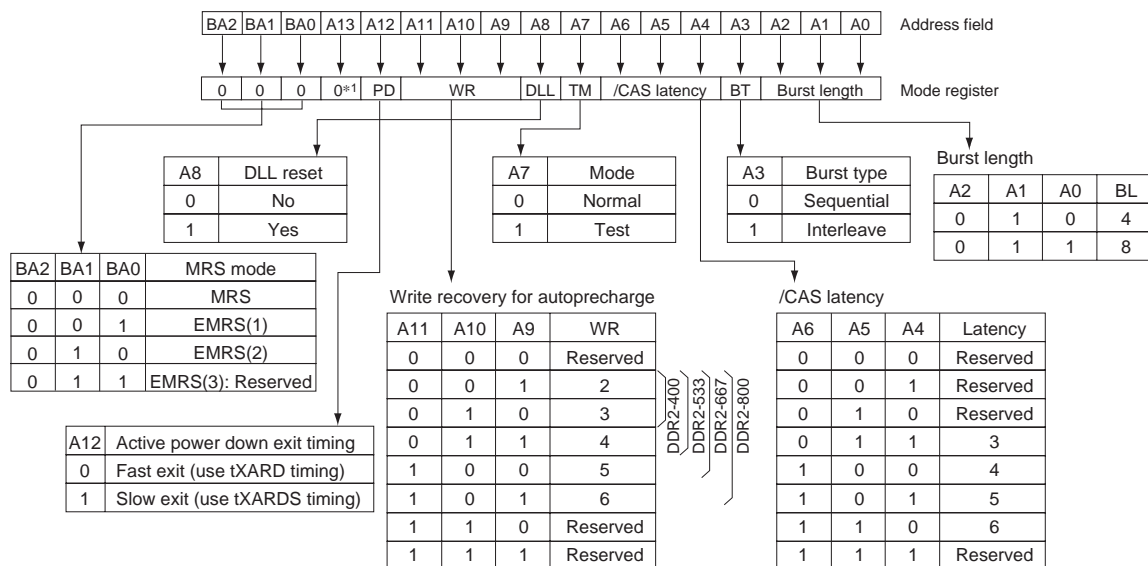 BA2 BA1 BA0 A13 A12 A11 A10 A9 A8 A7 A6 A5 A4 A3 A2 A1 A0 Address field
0 0 0 0*1 PD WR DLL TM /CAS latency BT Burst length Mode register
A8 DLL reset
0 No
1 Yes
A7 Mode
0 Normal
1 Test
A3 Burst type
0 Sequential
1 Interleave
Burst length
A2 A1 A0 BL
0 1 0 4
0 1 1 8
BA2 BA1 BA0 MRS mode
0 0 0 MRS
0 0 1 EMRS(1)
0 1 0 EMRS(2)
0 1 1 EMRS(3): Reserved
A12 Active power down exit timing
0 Fast exit (use tXARD timing)
1 Slow exit (use tXARDS timing)
Write recovery for autoprecharge
A11 A10 A9 WR
0 0 0 Reserved
0 0 1 2
0 1 0 3
0 1 1 4
1 0 0 5
1 0 1 6
1 1 0 Reserved
1 1 1 Reserved
DDR2-400
DDR2-533
DDR2-667
DDR2-800
/CAS latency
A6 A5 A4 Latency
0 0 0 Reserved
0 0 1 Reserved
0 1 0 Reserved
0 1 1 3
1 0 0 4
1 0 1 5
1 1 0 6
1 1 1 Reserved